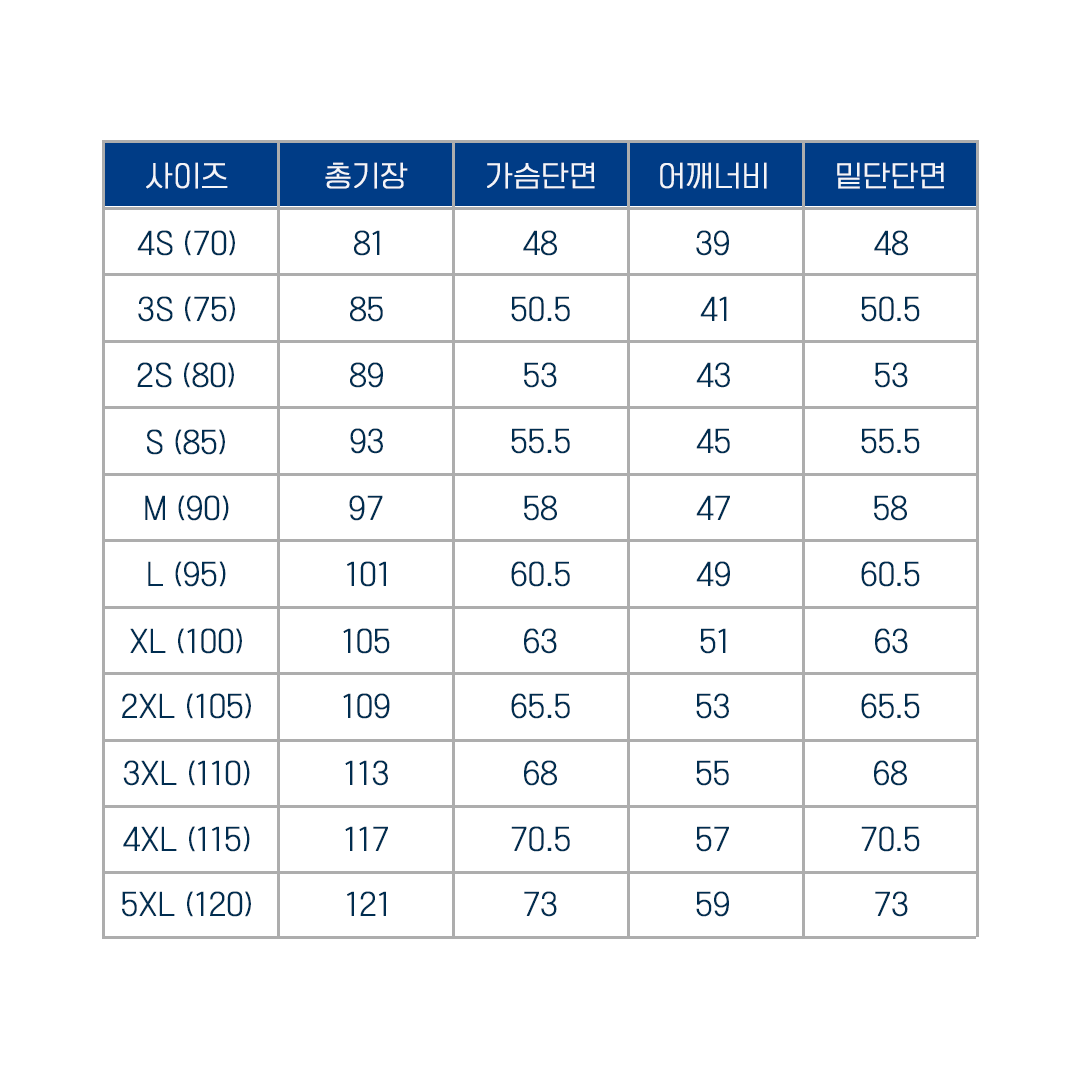 사이즈 총기장 가슴단면 어깨너비 밑단단면
4S (70) 81 48 39 48
3S (75) 85 50.5 41 50.5
2S (80) 89 53 43 53
S (85) 93 55.5 45 55.5
M (90) 97 58 47 58
L (95) 101 60.5 49 60.5
XL (100) 105 63 51 63
2XL (105) 109 65.5 53 65.5
3XL (110) 113 68 55 68
4XL (115) 117 70.5 57 70.5
5XL (120) 121 73 59 73